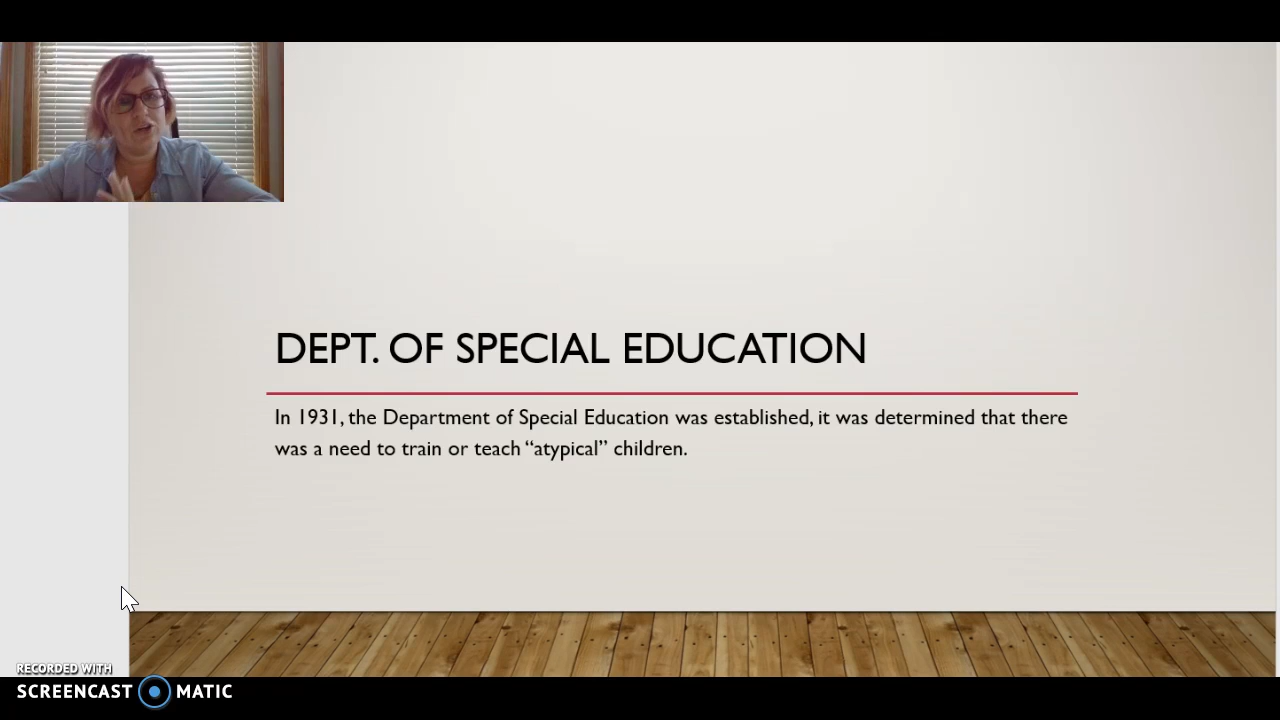 DEPT. OF SPECIAL EDUCATION
In 1931, the Department of Special Education was established, it was determined that there
was a need to train or teach “atypical” children.
RECORDED WITH
SCREENCAST MATIC